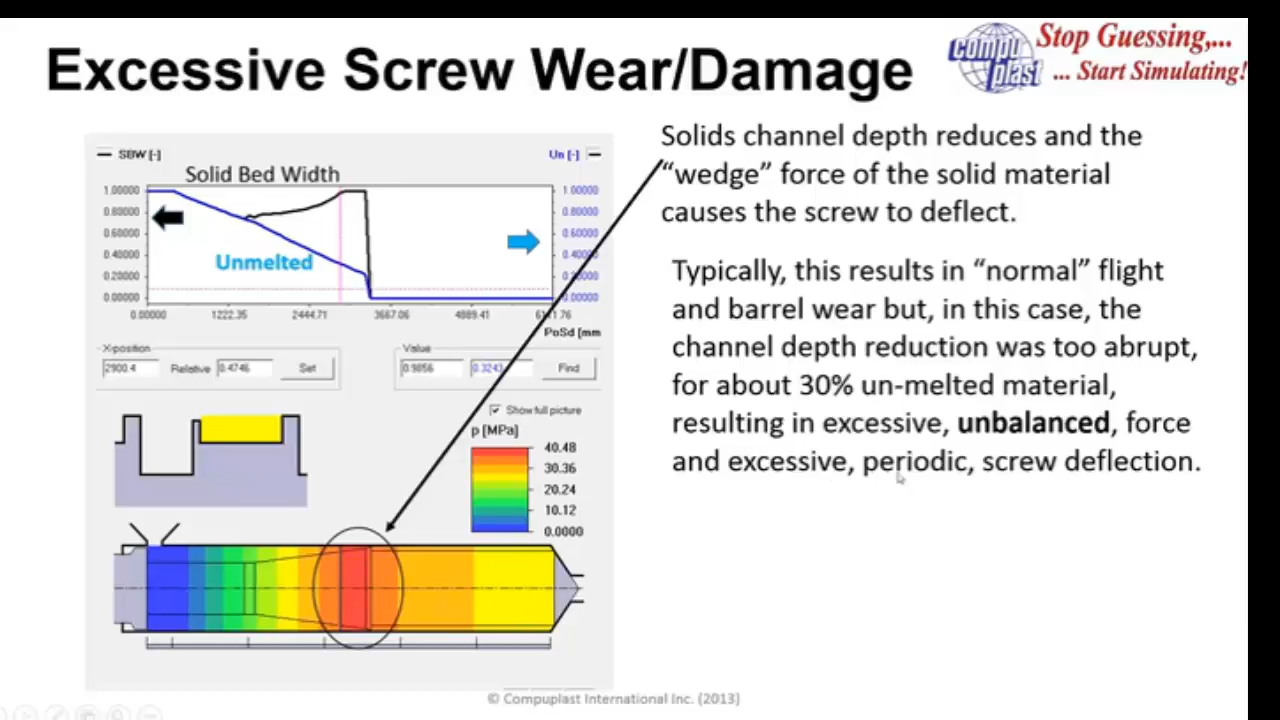 Excessive Screw Wear/Damage
compu
plast
Stop Guessing,...
... Start Simulating!
SBW [-]
Un [-]
Solid Bed Width
1.00000
0.80000
0.60000
0.40000
0.20000
0.00000
Unmelted
1.00000
0.80000
0.60000
0.40000
0.20000
0.00000
0.00000 1222.35 2444.71 3667.06 4889.41
PoSd [mm
X-position
2900.4 Relative 0.4746 Set
Value
0.9856 0.3243 Find
Show full picture
p [MPa]
40.48
30.36
20.24
10.12
0.0000
Solids channel depth reduces and the
“wedge” force of the solid material
causes the screw to deflect.
Typically, this results in “normal” flight
and barrel wear but, in this case, the
channel depth reduction was too abrupt,
for about 30% un-melted material,
resulting in excessive, unbalanced, force
and excessive, periodic, screw deflection.
© Compuplast International Inc. (2013)